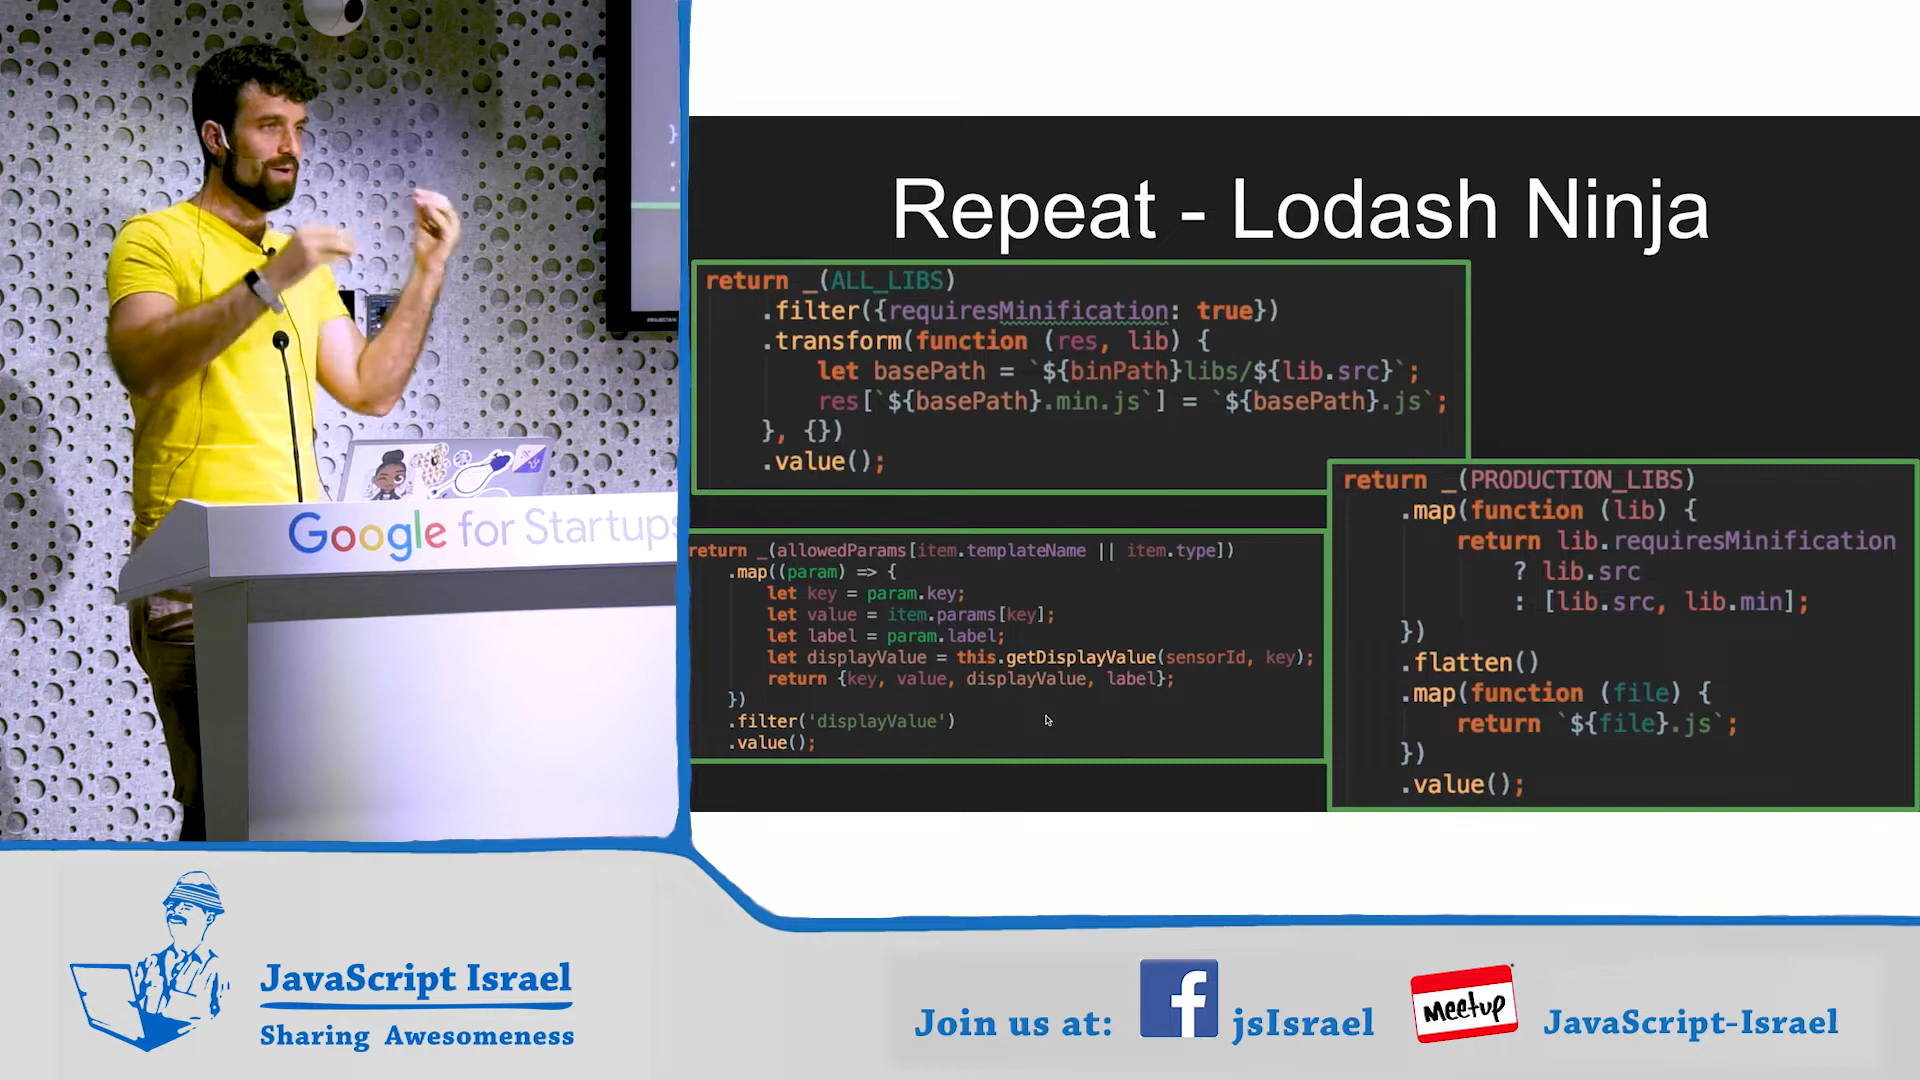 Repeat - Lodash Ninja
return _(ALL_LIBS)
.filter({requiresMinification: true})
.transform(function (res, lib) {
let basePath = `${binPath}libs/${lib.src}`;
res[`${basePath}.min.js`] = `${basePath}.js`;
}, {})
.value();
return _(allowedParams[item.templateName || item.type])
.map((param) => {
let key = param.key;
let value = item.params[key];
let label = param.label;
let displayValue = this.getDisplayValue(sensorId, key);
return {key, value, displayValue, label};
})
.filter('displayValue')
.value();
return _(PRODUCTION_LIBS)
.map(function (lib) {
return lib.requiresMinification
? lib.src
: [lib.src, lib.min];
})
.flatten()
.map(function (file) {
return `${file}.js`;
})
.value();
Google for Startups
JavaScript Israel
Sharing Awesomeness
Join us at:
f
jsIsrael
Meetup
JavaScript-Israel